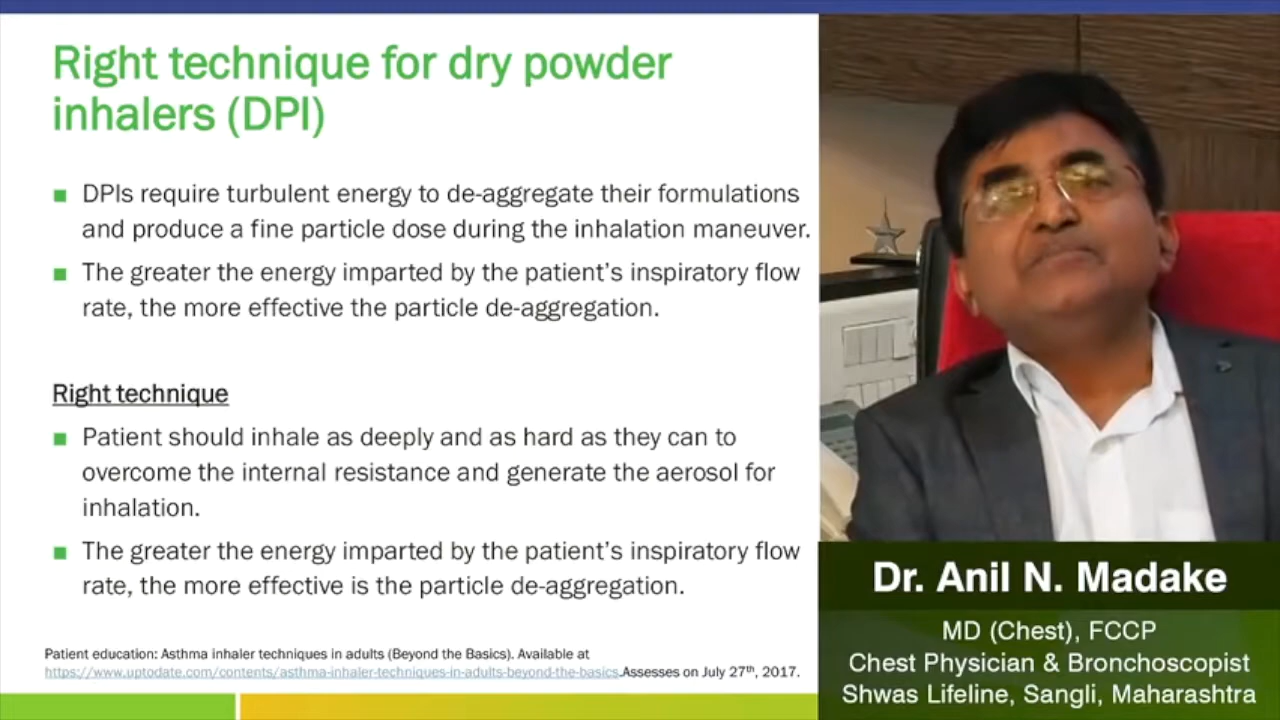 Right technique for dry powder
inhalers (DPI)
DPIs require turbulent energy to de-aggregate their formulations
and produce a fine particle dose during the inhalation maneuver.
The greater the energy imparted by the patient’s inspiratory flow
rate, the more effective the particle de-aggregation.
Right technique
Patient should inhale as deeply and as hard as they can to
overcome the internal resistance and generate the aerosol for
inhalation.
The greater the energy imparted by the patient’s inspiratory flow
rate, the more effective is the particle de-aggregation.
Patient education: Asthma inhaler techniques in adults (Beyond the Basics). Available at
https://www.uptodate.com/contents/asthma-inhaler-techniques-in-adults-beyond-the-basics.Assesses on July 27th, 2017.
Dr. Anil N. Madake
MD (Chest), FCCP
Chest Physician & Bronchoscopist
Shwas Lifeline, Sangli, Maharashtra